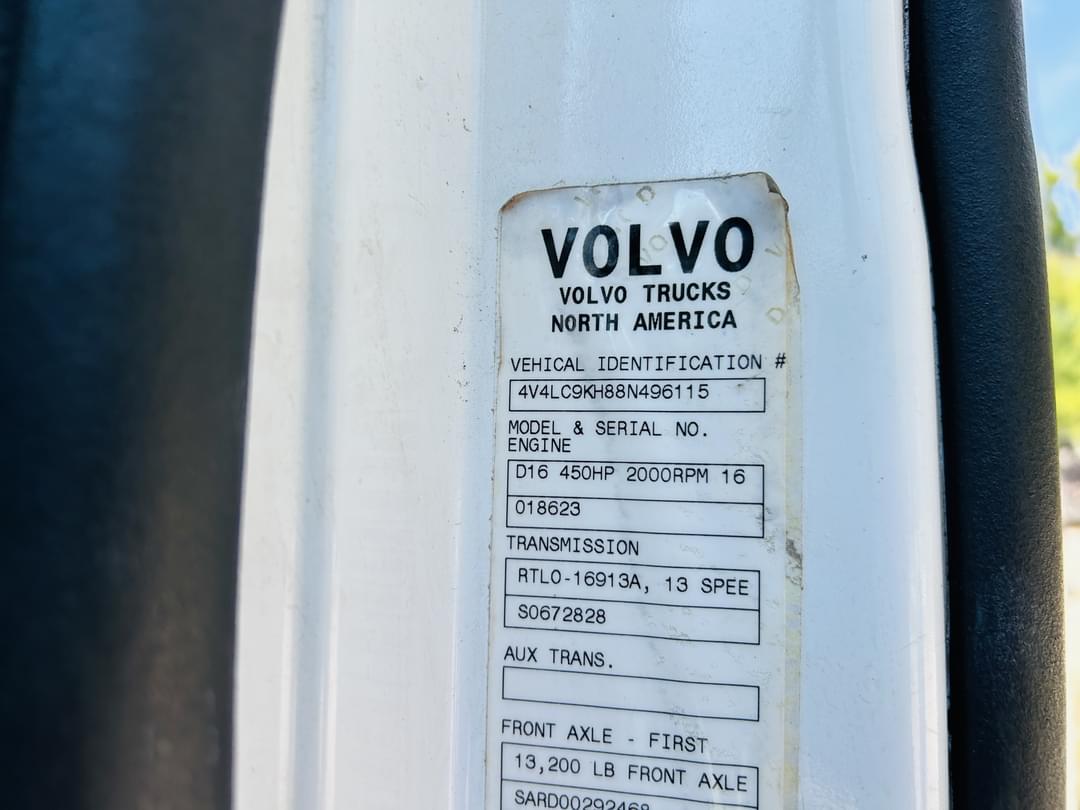 VOLVO
VOLVO TRUCKS
NORTH AMERICA
VEHICAL IDENTIFICATION #
4V4LC9KH88N496115
MODEL & SERIAL NO.
ENGINE
D16 450HP 2000RPM 16
018623
TRANSMISSION
RTLO-16913A, 13 SPEE
S0672828
AUX TRANS.
FRONT AXLE - FIRST
13,200 LB FRONT AXLE
SARD00292468